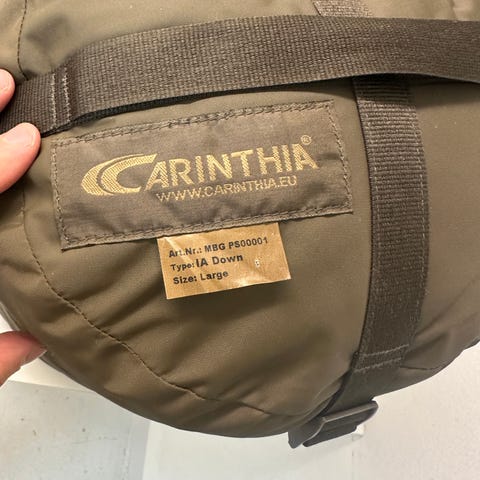 CARINTHIA®
WWW.CARINTHIA.EU
Art.Nr.: MBG PS00001
Type: IA Down
Size: Large